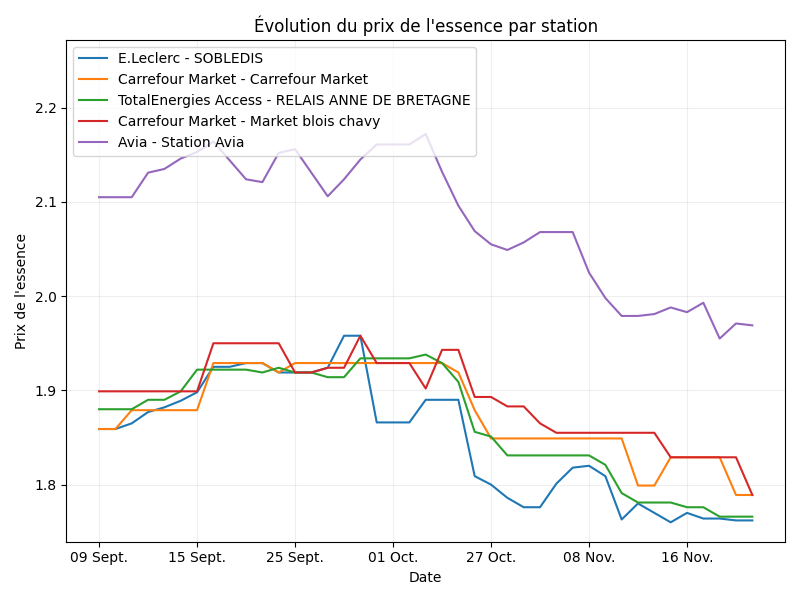 Évolution du prix de l'essence par station
E.Leclerc - SOBLEDIS
Carrefour Market - Carrefour Market
TotalEnergies Access - RELAIS ANNE DE BRETAGNE
Carrefour Market - Market blois chavy
Avia - Station Avia
2.2
2.1
2.0
1.9
1.8
Prix de l'essence
09 Sept.
15 Sept.
25 Sept.
01 Oct.
27 Oct.
08 Nov.
16 Nov.
Date